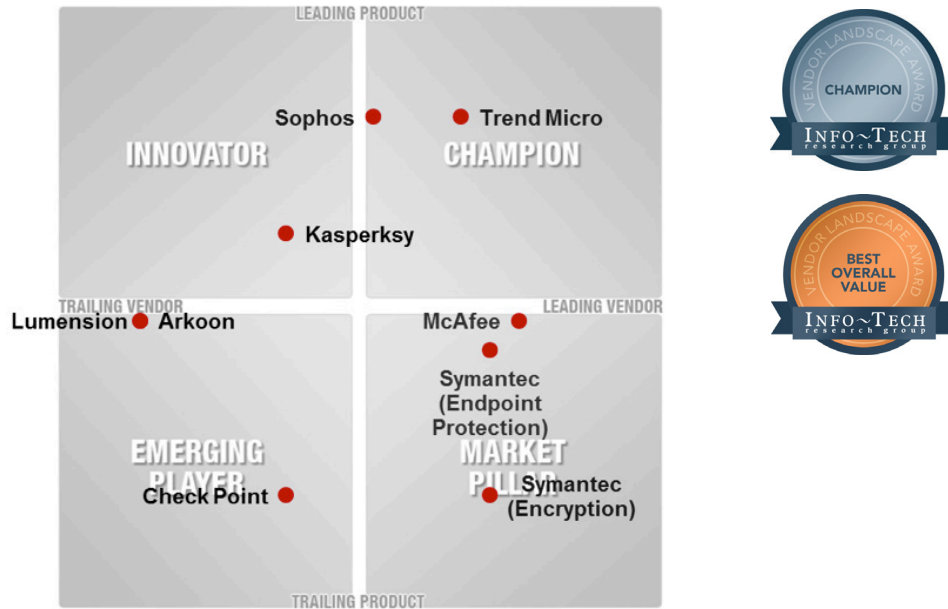 LEADING PRODUCT
Sophos
Trend Micro
INNOVATOR
CHAMPION
Kasperksy
TRAILING VENDOR
LEADING VENDOR
Lumension
Arkoon
McAfee
Symantec
(Endpoint
Protection)
EMERGING
PLAYER
MARKET
PILLAR
Check Point
Symantec
(Encryption)
TRAILING PRODUCT
VENDOR LANDSCAPE AWARD
CHAMPION
INFO~TECH
research group
VENDOR LANDSCAPE AWARD
BEST
OVERALL
VALUE
INFO~TECH
research group